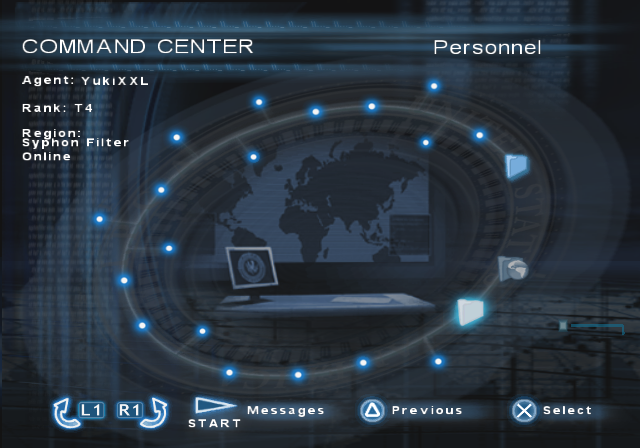 COMMAND CENTER
Personnel
Agent: YukiXXL
Rank: T4
Region:
Syphon Filter
Online
L1 R1
START
Messages
Previous
Select